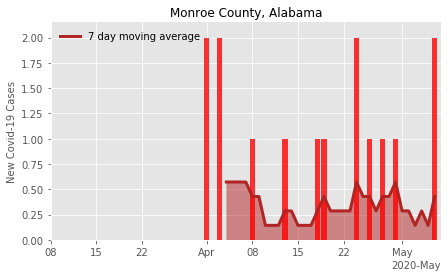 Monroe County, Alabama
7 day moving average
New Covid-19 Cases
2.00
1.75
1.50
1.25
1.00
0.75
0.50
0.25
0.00
08 15 22 Apr 08 15 22 May
2020-May